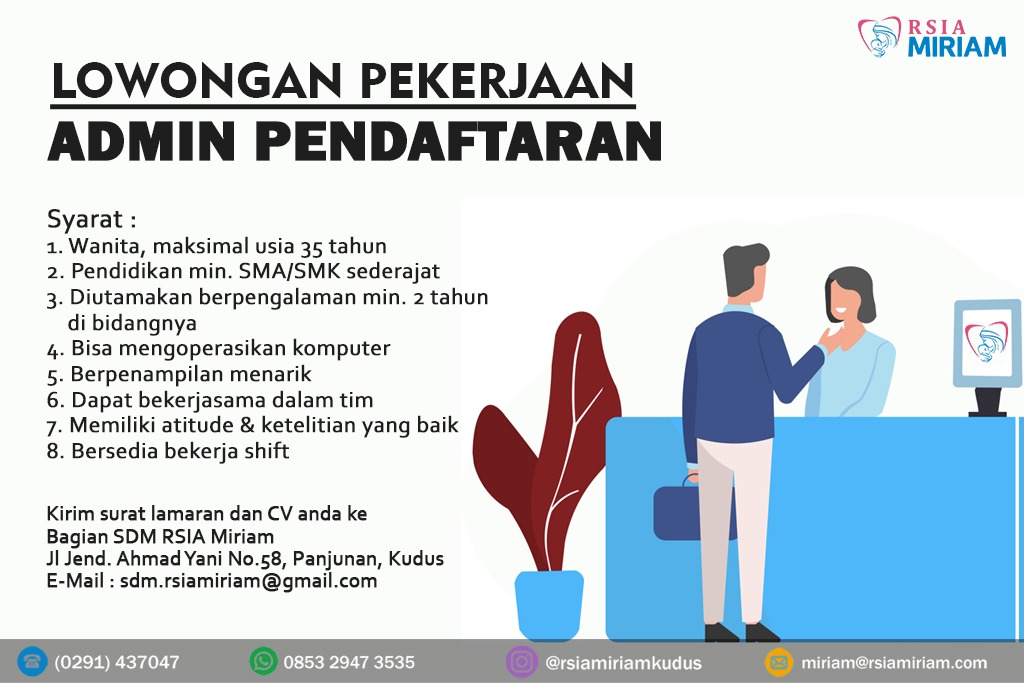 RSIA
MIRIAM
LOWONGAN PEKERJAAN
ADMIN PENDAFTARAN
Syarat :
1. Wanita, maksimal usia 35 tahun
2. Pendidikan min. SMA/SMK sederajat
3. Diutamakan berpengalaman min. 2 tahun
di bidangnya
4. Bisa mengoperasikan komputer
5. Berpenampilan menarik
6. Dapat bekerjasama dalam tim
7. Memiliki atitude & ketelitian yang baik
8. Bersedia bekerja shift
Kirim surat lamaran dan CV anda ke
Bagian SDM RSIA Miriam
Jl Jend. Ahmad Yani No.58, Panjunan, Kudus
E-Mail : sdm.rsiamiriam@gmail.com
(0291) 437047
0853 2947 3535
@rsiamiriamkudus
miriam@rsiamiriam.com